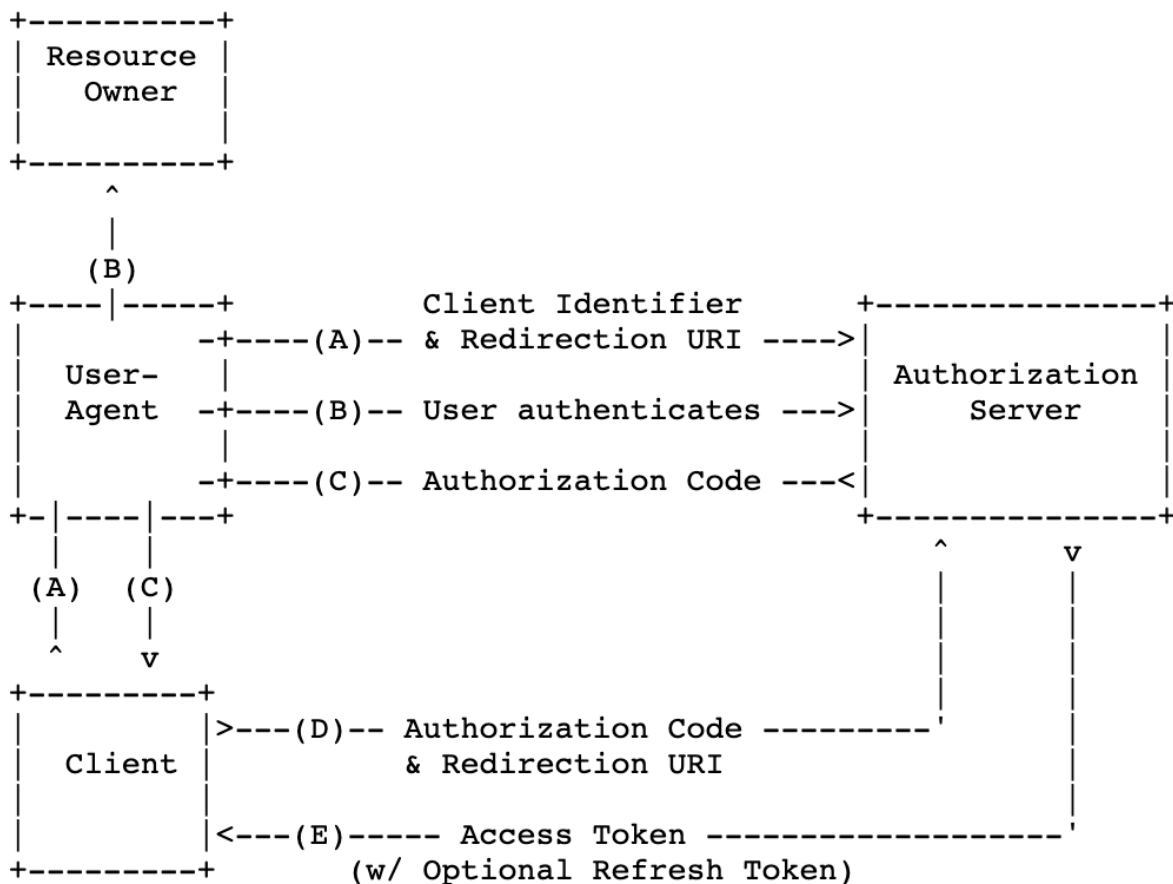 +----------+
| Resource |
|   Owner  |
|          |
+----------+
     ^
     |
    (B)
+----|-----+          Client Identifier      +---------------+
|         -+----(A)-- & Redirection URI ---->|               |
|  User-   |                                 | Authorization |
|  Agent  -+----(B)-- User authenticates --->|     Server    |
|          |                                 |               |
|         -+----(C)-- Authorization Code ---<|               |
+-|----|---+                                 +---------------+
  |    |                                         ^      v
 (A)  (C)                                        |      |
  |    |                                         |      |
  ^    v                                         |      |
+---------+                                      |      |
|         |>---(D)-- Authorization Code ---------'      |
|  Client |          & Redirection URI                  |
|         |                                             |
|         |<---(E)----- Access Token -------------------'
+---------+       (w/ Optional Refresh Token)